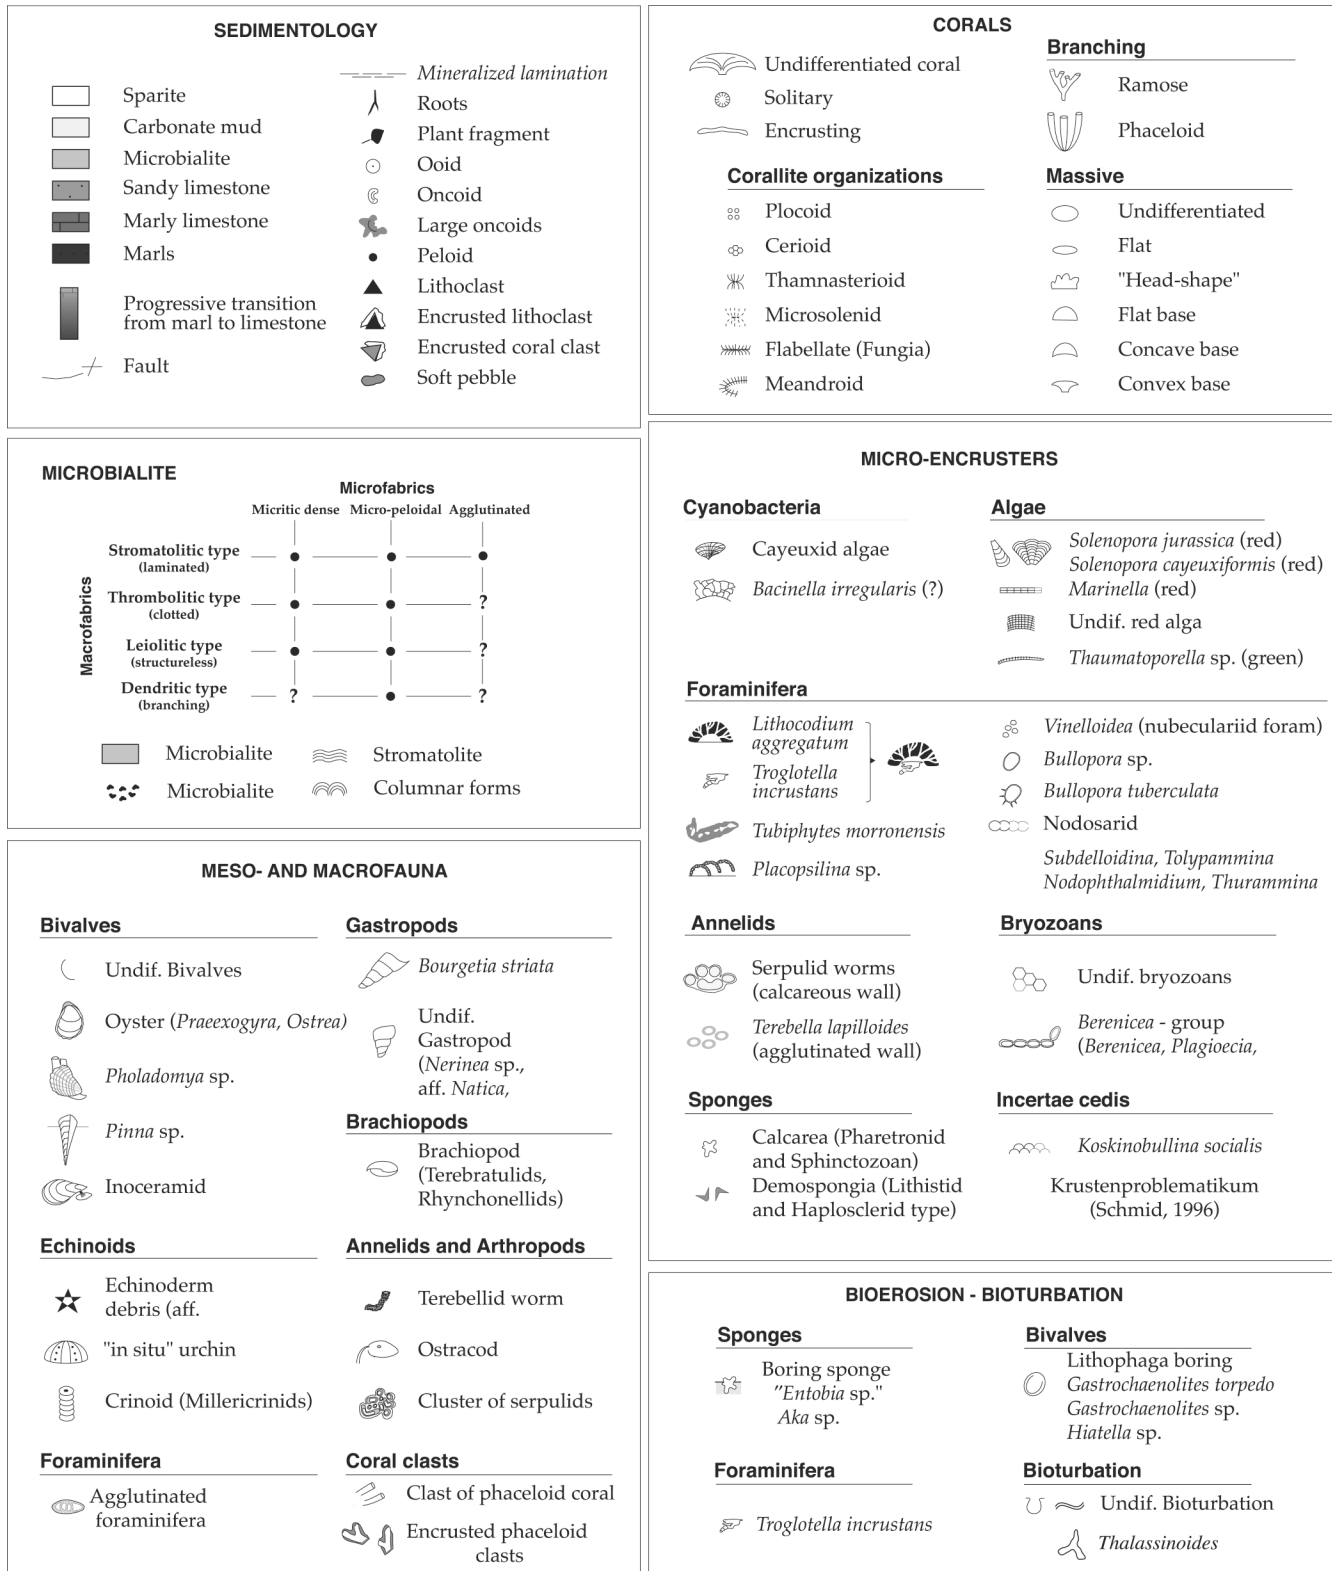 SEDIMENTOLOGY
Sparite
Carbonate mud
Microbialite
Sandy limestone
Marly limestone
Marls
Progressive transition
from marl to limestone
Fault
Mineralized lamination
Roots
Plant fragment
Ooid
Oncoid
Large oncoids
Peloid
Lithoclast
Encrusted lithoclast
Encrusted coral clast
Soft pebble
CORALS
Undifferentiated coral
Solitary
Encrusting
Branching
Ramose
Phaceloid
Corallite organizations
Plocoid
Cerioid
Thamnasterioid
Microsolenid
Flabellate (Fungia)
Meandroid
Massive
Undifferentiated
Flat
"Head-shape"
Flat base
Concave base
Convex base
MICROBIALITE
Microfabrics
Micritic dense Micro-peloidal Agglutinated
Macrofabrics
Stromatolitic type
(laminated)
Thrombolitic type
(clotted)
?
Leiolitic type
(structureless)
?
Dendritic type
(branching)
? ?
Microbialite
Microbialite
Stromatolite
Columnar forms
MICRO-ENCRUSTERS
Cyanobacteria
Cayeuxid algae
Bacinella irregularis (?)
Algae
Solenopora jurassica (red)
Solenopora cayeuxiformis (red)
Marinella (red)
Undif. red alga
Thaumatoporella sp. (green)
Foraminifera
Lithocodium
aggregatum
Troglotella
incrustans
Tubiphytes morronensis
Placopsilina sp.
Vinelloidea (nubeculariid foram)
Bullopora sp.
Bullopora tuberculata
Nodosarid
Subdelloidina, Tolypammina
Nodophthalmidium, Thurammina
Annelids
Serpulid worms
(calcareous wall)
Terebella lapilloides
(agglutinated wall)
Bryozoans
Undif. bryozoans
Berenicea - group
(Berenicea, Plagioecia,
Sponges
Calcarea (Pharetronid
and Sphinctozoan)
Demospongia (Lithistid
and Haplosclerid type)
Incertae cedis
Koskinobullina socialis
Krustenproblematikum
(Schmid, 1996)
MESO- AND MACROFAUNA
Bivalves
Undif. Bivalves
Oyster (Praeexogyra, Ostrea)
Pholadomya sp.
Pinna sp.
Inoceramid
Gastropods
Bourgetia striata
Undif.
Gastropod
(Nerinea sp.,
aff. Natica,
Brachiopods
Brachiopod
(Terebratulids,
Rhynchonellids)
Echinoids
Echinoderm
debris (aff.
"in situ" urchin
Crinoid (Millericrinids)
Annelids and Arthropods
Terebellid worm
Ostracod
Cluster of serpulids
Foraminifera
Agglutinated
foraminifera
Coral clasts
Clast of phaceloid coral
Encrusted phaceloid
clasts
BIOEROSION - BIOTURBATION
Sponges
Boring sponge
"Entobia sp."
Aka sp.
Bivalves
Lithophaga boring
Gastrochaenolites torpedo
Gastrochaenolites sp.
Hiatella sp.
Foraminifera
Troglotella incrustans
Bioturbation
Undif. Bioturbation
Thalassinoides